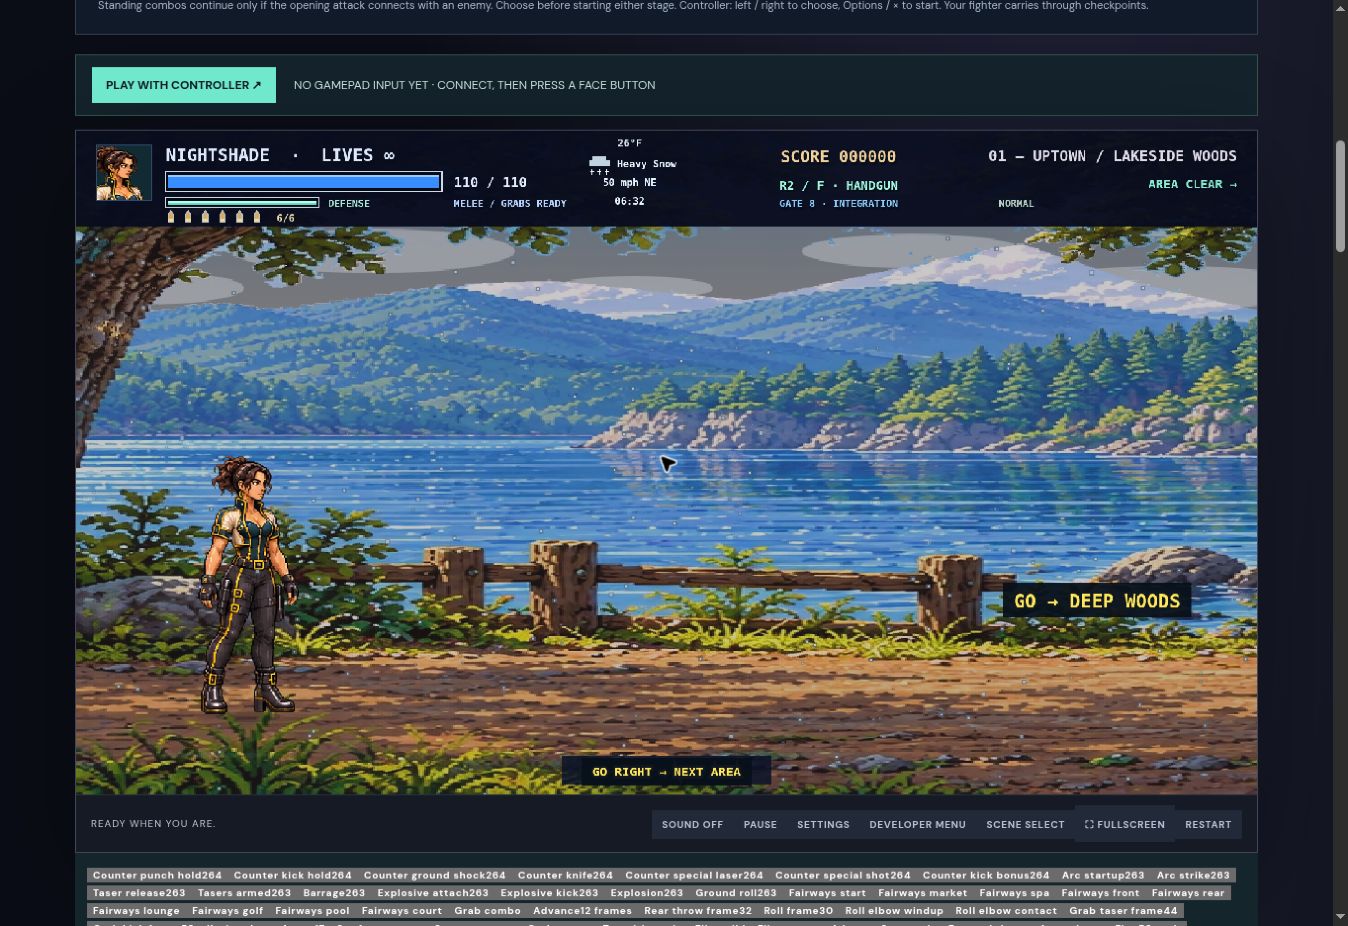 Standing combos continue only if the opening attack connects with an enemy. Choose before starting either stage. Controller: left / right to choose, Options / × to start. Your fighter carries through checkpoints.
PLAY WITH CONTROLLER ↗ NO GAMEPAD INPUT YET · CONNECT, THEN PRESS A FACE BUTTON
NIGHTSHADE · LIVES ∞
110 / 110
DEFENSE MELEE / GRABS READY
6/6
26°F
Heavy Snow
50 mph NE
06:32
SCORE 000000
R2 / F · HANDGUN
GATE 8 · INTEGRATION
01 — UPTOWN / LAKESIDE WOODS
AREA CLEAR →
NORMAL
GO → DEEP WOODS
GO RIGHT → NEXT AREA
READY WHEN YOU ARE.
SOUND OFF PAUSE SETTINGS DEVELOPER MENU SCENE SELECT ⛶ FULLSCREEN RESTART
Counter punch hold264 Counter kick hold264 Counter ground shock264 Counter knife264 Counter special laser264 Counter special shot264 Counter kick bonus264 Arc startup263 Arc strike263
Taser release263 Tasers armed263 Barrage263 Explosive attach263 Explosive kick263 Explosion263 Ground roll263 Fairways start Fairways market Fairways spa Fairways front Fairways rear
Fairways lounge Fairways golf Fairways pool Fairways court Grab combo Advance12 frames Rear throw frame32 Roll frame30 Roll elbow windup Roll elbow contact Grab taser frame44